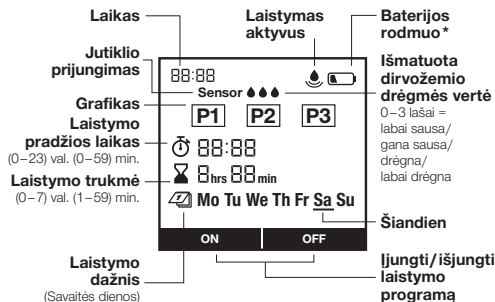 Laikas
Laistymas
aktyvus
Baterijos
rodmuo*
Jutiklio
prijungimas
88:88
Sensor
Išmatuota
dirvožemio
drėgmės vertė
0–3 lašai =
labai sausa/
gana sausa/
drėgna/
labai drėgna
Grafikas
P1 P2 P3
Laistymo
pradžios laikas
(0–23) val. (0–59) min.
88:88
Laistymo trukmė
(0–7) val. (1–59) min.
8hrs 88min
Mo Tu We Th Fr Sa Su
Šiandien
ON OFF
Laistymo
dažnis
(Savaitės dienos)
Įjungti/išjungti
laistymo
programą